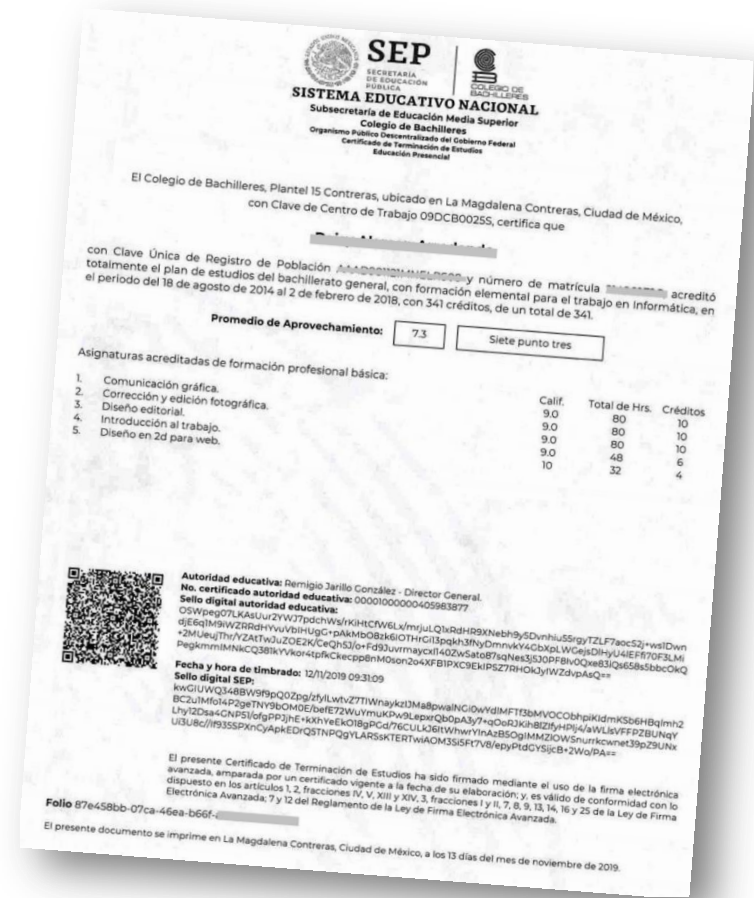 SEP
SECRETARÍA
DE EDUCACIÓN
PÚBLICA
COLEGIO DE
BACHILLERES
SISTEMA EDUCATIVO NACIONAL
Subsecretaría de Educación Media Superior
Colegio de Bachilleres
Organismo Público Descentralizado del Gobierno Federal
Certificado de Terminación de Estudios
Educación Presencial
El Colegio de Bachilleres, Plantel 15 Contreras, ubicado en La Magdalena Contreras, Ciudad de México,
con Clave de Centro de Trabajo 09DCB0025S, certifica que
con Clave Única de Registro de Población y número de matrícula acreditó
totalmente el plan de estudios del bachillerato general, con formación elemental para el trabajo en Informática, en
el periodo del 18 de agosto de 2014 al 2 de febrero de 2018, con 341 créditos, de un total de 341.
Promedio de Aprovechamiento: 7.3 Siete punto tres
Asignaturas acreditadas de formación profesional básica:
Calif. Total de Hrs. Créditos
1. Comunicación gráfica. 9.0 80 10
2. Corrección y edición fotográfica. 9.0 80 10
3. Diseño editorial. 9.0 80 10
4. Introducción al trabajo. 9.0 48 6
5. Diseño en 2d para web. 10 32 4
Autoridad educativa: Remigio Jarillo González - Director General.
No. certificado autoridad educativa: 00001000000405983877
Sello digital autoridad educativa:
Fecha y hora de timbrado: 12/11/2019 09:31:09
Sello digital SEP:
El presente Certificado de Terminación de Estudios ha sido firmado mediante el uso de la firma electrónica
avanzada, amparada por un certificado vigente a la fecha de su elaboración; y, es válido de conformidad con lo
dispuesto en los artículos 1, 2, fracciones IV, V, XIII y XIV, 3, fracciones I y II, 7, 8, 9, 13, 14, 16 y 25 de la Ley de Firma
Electrónica Avanzada; 7 y 12 del Reglamento de la Ley de Firma Electrónica Avanzada.
Folio 87e458bb-07ca-46ea-b66f-
El presente documento se imprime en La Magdalena Contreras, Ciudad de México, a los 13 días del mes de noviembre de 2019.